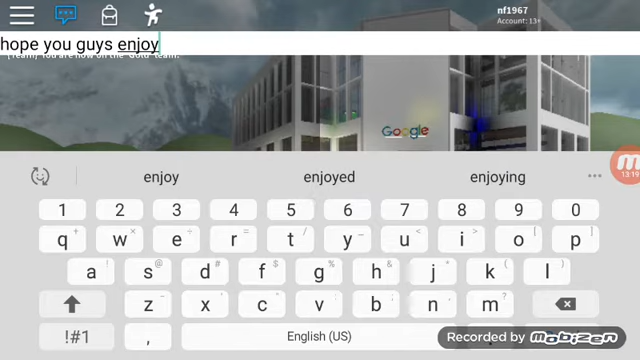 nf1967
Account: 13+
hope you guys enjoy
[Team] You are now on the 'Gold' team.
Google
M
13:19
enjoy enjoyed enjoying
1 2 3 4 5 6 7 8 9 0
q + w × e ÷ r = t / y _ u < i > o [ p ]
a ! s @ d # f $ g % h ^ j * k ( l )
z - x ' c " v : b ; n , m ?
!#1 , English (US)
Recorded by mobizen